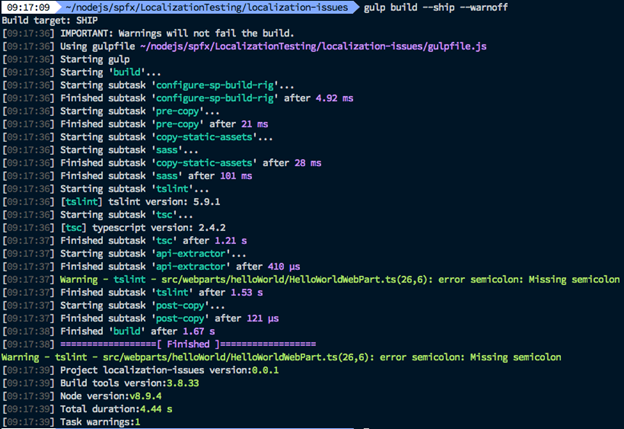 09:17:09 ~/nodejs/spfx/LocalizationTesting/localization-issues gulp build --ship --warnoff
Build target: SHIP
[09:17:36] IMPORTANT: Warnings will not fail the build.
[09:17:36] Using gulpfile ~/nodejs/spfx/LocalizationTesting/localization-issues/gulpfile.js
[09:17:36] Starting gulp
[09:17:36] Starting 'build'...
[09:17:36] Starting subtask 'configure-sp-build-rig'...
[09:17:36] Finished subtask 'configure-sp-build-rig' after 4.92 ms
[09:17:36] Starting subtask 'pre-copy'...
[09:17:36] Finished subtask 'pre-copy' after 21 ms
[09:17:36] Starting subtask 'copy-static-assets'...
[09:17:36] Starting subtask 'sass'...
[09:17:36] Finished subtask 'copy-static-assets' after 28 ms
[09:17:36] Finished subtask 'sass' after 101 ms
[09:17:36] Starting subtask 'tslint'...
[09:17:36] [tslint] tslint version: 5.9.1
[09:17:36] Starting subtask 'tsc'...
[09:17:36] [tsc] typescript version: 2.4.2
[09:17:37] Finished subtask 'tsc' after 1.21 s
[09:17:37] Starting subtask 'api-extractor'...
[09:17:37] Finished subtask 'api-extractor' after 410 μs
[09:17:37] Warning - tslint - src/webparts/helloWorld/HelloWorldWebPart.ts(26,6): error semicolon: Missing semicolon
[09:17:37] Finished subtask 'tslint' after 1.53 s
[09:17:37] Starting subtask 'post-copy'...
[09:17:37] Finished subtask 'post-copy' after 121 μs
[09:17:38] Finished 'build' after 1.67 s
[09:17:38] ==================[ Finished ]==================
Warning - tslint - src/webparts/helloWorld/HelloWorldWebPart.ts(26,6): error semicolon: Missing semicolon
[09:17:39] Project localization-issues version:0.0.1
[09:17:39] Build tools version:3.8.33
[09:17:39] Node version:v8.9.4
[09:17:39] Total duration:4.44 s
[09:17:39] Task warnings:1